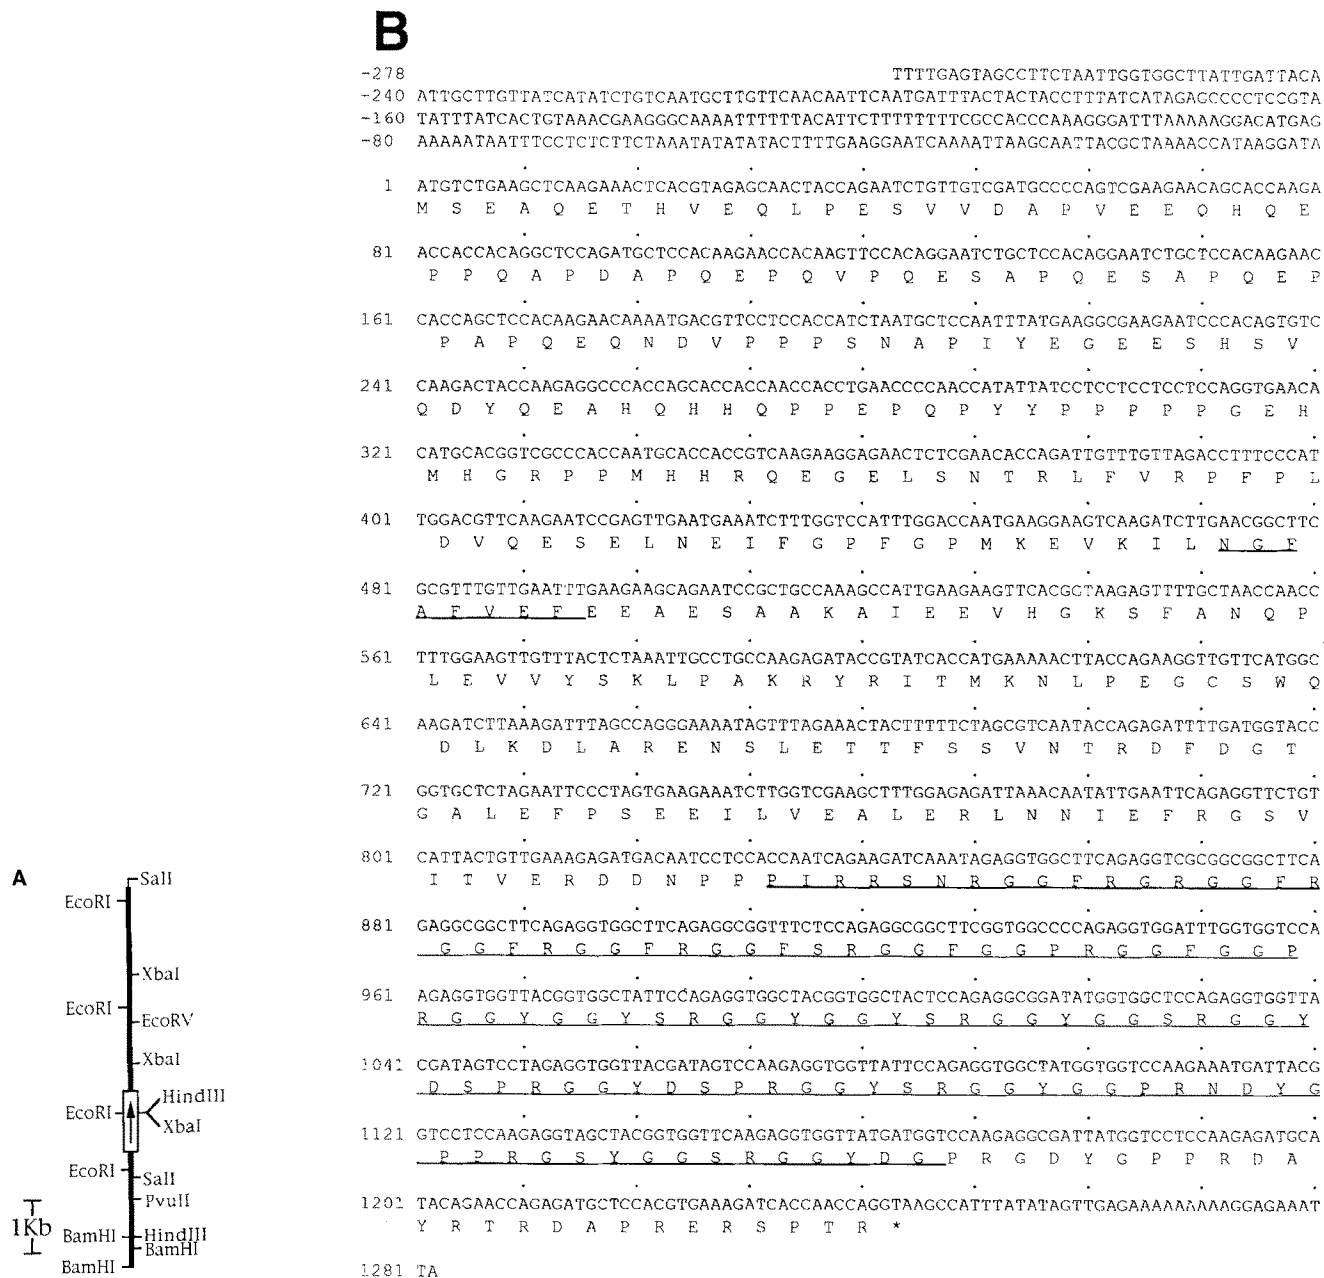 B
-278 TTTTGAGTAGCCTTCTAATTGGTGGCTTATTGATTACA
-240 ATTGCTTGTTATCATATCTGTCAATGCTTGTTCAACAATTCAATGATTTACTACTACCTTTATCATAGAGCCCCTCCGTA
-160 TATTTATCACTGTAAACGAAGGGCAAAATTTTTTACATTCTTTTTTTTTCGCCACCCAAAGGGATTTAAAAAGGACATGAG
-80 AAAAATAATTTCCTCTCTTCTAAATATATATACTTTTGAAGGAATCAAAATTAAGCAATTACGCTAAAACCATAAGGATA
1 ATGTCTGAAGCTCAAGAAACTCACGTAGAGCAACTACCAGAATCTGTTGTCGATGCCCCAGTCGAAGAACAGCACCAAGA
M S E A Q E T H V E Q L P E S V V D A P V E E Q H Q E
81 ACCACCACAGGCTCCAGATGCTCCACAAGAACCACAAGTTCCACAGGAATCTGCTCCACAGGAATCTGCTCCACAAGAAC
P P Q A P D A P Q E P Q V P Q E S A P Q E S A P Q E P
161 CACCAGCTCCACAAGAACAAAATGACGTTCCTCCACCATCTAATGCTCCAATTTATGAAGGCGAAGAATCCCACAGTGTC
P A P Q E Q N D V P P P S N A P I Y E G E E S H S V
241 CAAGACTACCAAGAGGCCCACCAGCACCACCAACCACCTGAACCCCAACCATATTATCCTCCTCCTCCTCCAGGTGAACA
Q D Y Q E A H Q H H Q P P E P Q P Y Y P P P P P G E H
321 CATGCACGGTCGCCCACCAATGCACCACCGTCAAGAAGGAGAACTCTCGAACACCAGATTGTTTGTTAGACCTTTCCCAT
M H G R P P M H H R Q E G E L S N T R L F V R P F P L
401 TGGACGTTCAAGAATCCGAGTTGAATGAAATCTTTGGTCCATTTGGACCAATGAAGGAAGTCAAGATCTTGAACGGCTTC
D V Q E S E L N E I F G P F G P M K E V K I L N G F
481 GCGTTTGTTGAATTTGAAGAAGCAGAATCCGCTGCCAAAGCCATTGAAGAAGTTCACGGTAAGAGTTTTGCTAACCAACC
A F V E F E E A E S A A K A I E E V H G K S F A N Q P
561 TTTGGAAGTTGTTTACTCTAAATTGCCTGCCAAGAGATACCGTATCACCATGAAAAACTTACCAGAAGGTTGTTCATGGC
L E V V Y S K L P A K R Y R I T M K N L P E G C S W Q
641 AAGATCTTAAAGATTTAGCCAGGGAAAATAGTTTAGAAACTACTTTTTCTAGCGTCAATACCAGAGATTTTGATGGTACC
D L K D L A R E N S L E T T F S S V N T R D F D G T
721 GGTGCTCTAGAATTCCCTAGTGAAGAAATCTTGGTCGAAGCTTTGGAGAGATTAAACAATATTGAATTCAGAGGTTCTGT
G A L E F P S E E I L V E A L E R L N N I E F R G S V
801 CATTACTGTTGAAAGAGATGACAATCCTCCACCAATCAGAAGATCAAATAGAGGTGGCTTCAGAGGTCGCGGCGGCTTCA
I T V E R D D N P P P I R R S N R G G F R G R G G F R
881 GAGGCGGCTTCAGAGGTGGCTTCAGAGGCGGTTTCTCCAGAGGCGGCTTCGGTGGCCCCAGAGGTGGATTTGGTGGTCCA
G G F R G G F R G G F S R G G F G G P R G G F G G P
961 AGAGGTGGTTACGGTGGCTATTCCAGAGGTGGCTACGGTGGCTACTCCAGAGGCGGATATGGTGGCTCCAGAGGTGGTTA
R G G Y G G Y S R G G Y G G Y S R G G Y G G S R G G Y
1041 CGATAGTCCTAGAGGTGGTTACGATAGTCCAAGAGGTGGTTATTCCAGAGGTGGCTATGGTGGTCCAAGAAATGATTACG
D S P R G G Y D S P R G G Y S R G G Y G G P R N D Y G
1121 GTCCTCCAAGAGGTAGCTACGGTGGTTCAAGAGGTGGTTATGATGGTCCAAGAGGCGATTATGGTCCTCCAAGAGATGCA
P P R G S Y G G S R G G Y D G P R G D Y G P P R D A
1201 TACAGAACCAGAGATGCTCCACGTGAAAGATCACCAACCAGGTAAGCCATTTATATAGTTGAGAAAAAAAAAGGAGAAAT
Y R T R D A P R E R S P T R *
1281 TA
A
SalI
EcoRI
XbaI
EcoRI
EcoRV
XbaI
HindIII
EcoRI
XbaI
EcoRI
SalI
PvuII
1Kb
BamHI
HindIII
BamHI
BamHI